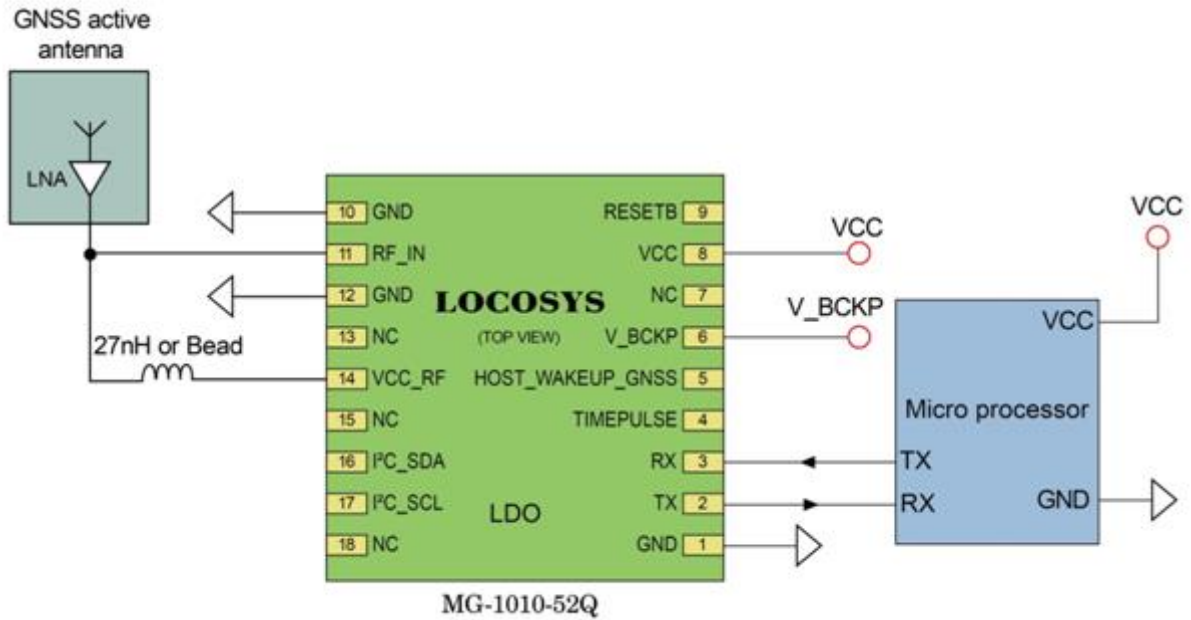 GNSS active
antenna
LNA
27nH or Bead
10 GND
11 RF_IN
12 GND
13 NC
14 VCC_RF
15 NC
16 I²C_SDA
17 I²C_SCL
18 NC
LOCOSYS
(TOP VIEW)
LDO
RESETB 9
VCC 8
NC 7
V_BCKP 6
HOST_WAKEUP_GNSS 5
TIMEPULSE 4
RX 3
TX 2
GND 1
MG-1010-52Q
VCC
V_BCKP
VCC
VCC
Micro processor
TX
RX
GND